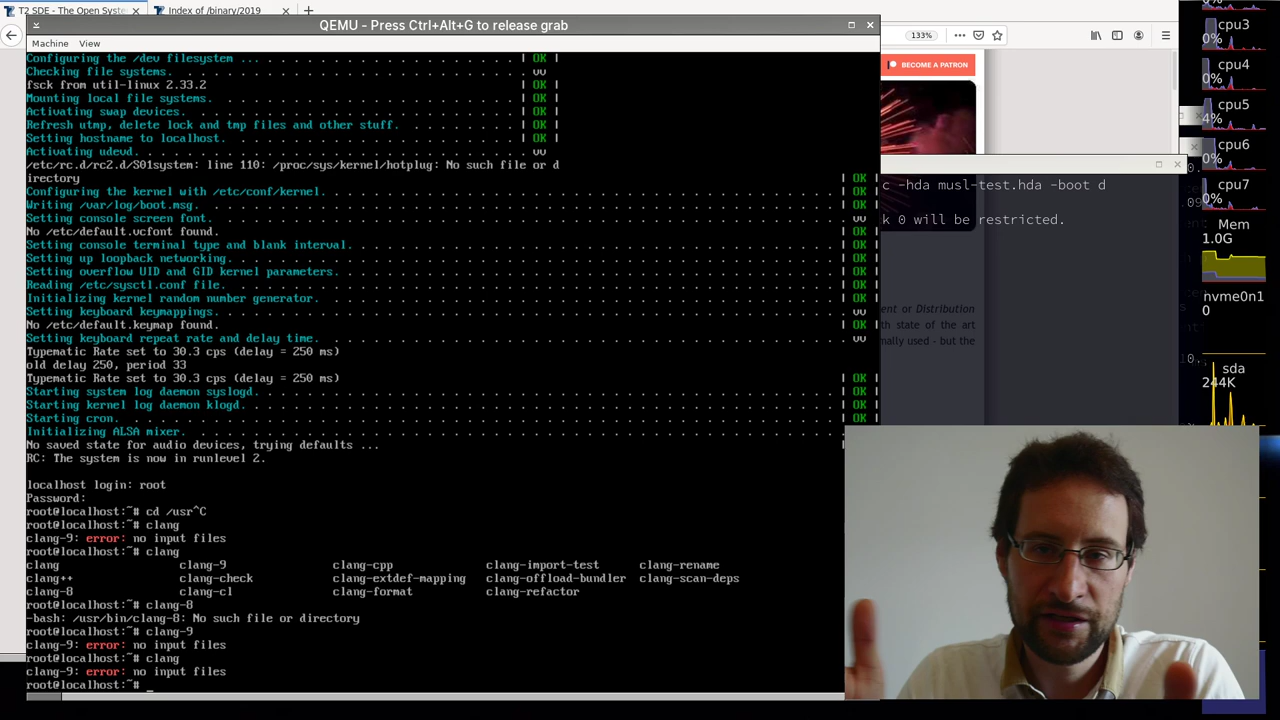 T2 SDE - The Open Syste
Index of /binary/2019
QEMU - Press Ctrl+Alt+G to release grab
Machine View
133%
BECOME A PATRON
Configuring the /dev filesystem ... | OK |
Checking file systems.
fsck from util-linux 2.33.2 | OK |
Mounting local file systems. | OK |
Activating swap devices. | OK |
Refresh utmp, delete lock and tmp files and other stuff. | OK |
Setting hostname to localhost. | OK |
Activating udevd.
/etc/rc.d/rc2.d/S01system: line 110: /proc/sys/kernel/hotplug: No such file or d
irectory | OK |
Configuring the kernel with /etc/conf/kernel. | OK |
Writing /var/log/boot.msg. | OK |
Setting console screen font.
No /etc/default.vcfont found. | OK |
Setting console terminal type and blank interval. | OK |
Setting up loopback networking. | OK |
Setting overflow UID and GID kernel parameters. | OK |
Reading /etc/sysctl.conf file. | OK |
Initializing kernel random number generator. | OK |
Setting keyboard keymappings.
No /etc/default.keymap found. | OK |
Setting keyboard repeat rate and delay time.
Typematic Rate set to 30.3 cps (delay = 250 ms)
old delay 250, period 33
Typematic Rate set to 30.3 cps (delay = 250 ms) | OK |
Starting system log daemon syslogd. | OK |
Starting kernel log daemon klogd. | OK |
Starting cron. | OK |
Initializing ALSA mixer.
No saved state for audio devices, trying defaults ...
RC: The system is now in runlevel 2.
localhost login: root
Password:
root@localhost:~# cd /usr^C
root@localhost:~# clang
clang-9: error: no input files
root@localhost:~# clang
clang clang-9 clang-cpp clang-import-test clang-rename
clang++ clang-check clang-extdef-mapping clang-offload-bundler clang-scan-deps
clang-8 clang-cl clang-format clang-refactor
root@localhost:~# clang-8
-bash: /usr/bin/clang-8: No such file or directory
root@localhost:~# clang-9
clang-9: error: no input files
root@localhost:~# clang
clang-9: error: no input files
root@localhost:~# _
c -hda musl-test.hda -boot d
k 0 will be restricted.
ent or Distribution
th state of the art
mally used - but the
0%
cpu3
0%
cpu4
0%
cpu5
4%
cpu6
0%
cpu7
0%
Mem
1.0G
nvme0n1
0
sda
244K